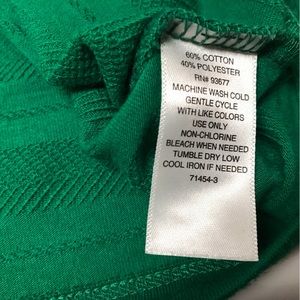 60% COTTON
40% POLYESTER
RN# 93677
MACHINE WASH COLD
GENTLE CYCLE
WITH LIKE COLORS
USE ONLY
NON-CHLORINE
BLEACH WHEN NEEDED
TUMBLE DRY LOW
COOL IRON IF NEEDED
71454-3